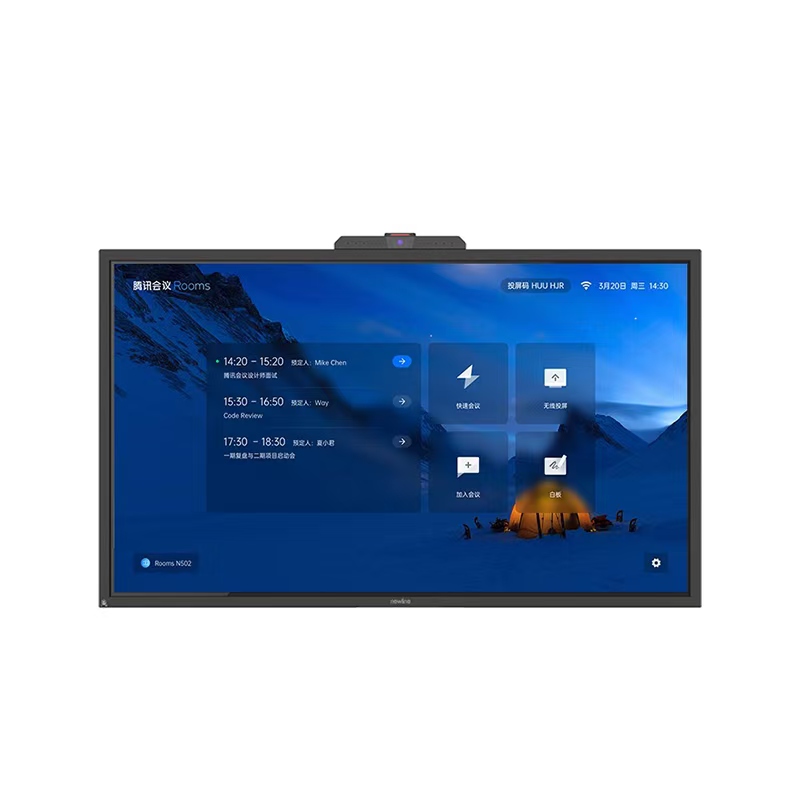 腾讯会议 Rooms
投屏码 HUU HJR
3月20日 周三 14:30
14:20 - 15:20 预定人: Mike Chen
腾讯会议设计师面试
15:30 - 16:50 预定人: Way
Code Review
17:30 - 18:30 预定人: 夏小君
一期复盘与二期项目启动会
快速会议
无线投屏
加入会议
白板
Rooms N502
newline